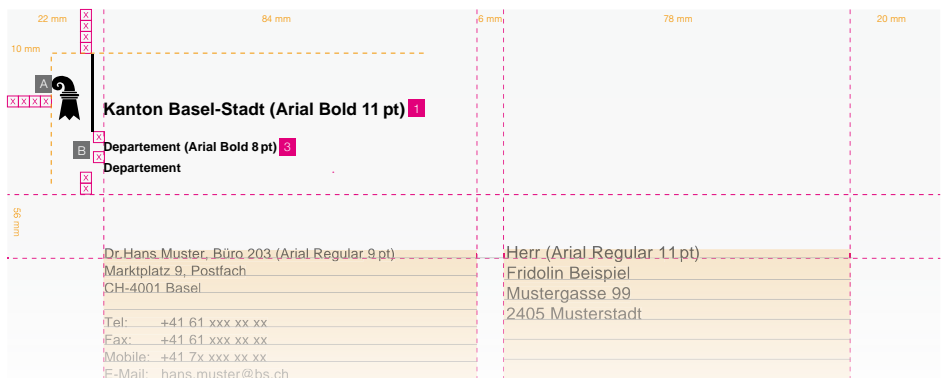 22 mm
84 mm
6 mm
78 mm
20 mm
X
X
X
X
10 mm
A
X X X X
Kanton Basel-Stadt (Arial Bold 11 pt) 1
X
B
Departement (Arial Bold 8 pt) 3
X
Departement
X
X
56 mm
Dr.Hans Muster, Büro 203 (Arial Regular 9 pt)
Marktplatz 9, Postfach
CH-4001 Basel
Tel: +41 61 xxx xx xx
Fax: +41 61 xxx xx xx
Mobile: +41 7x xxx xx xx
E-Mail: hans.muster@bs.ch
Herr (Arial Regular 11 pt)
Fridolin Beispiel
Mustergasse 99
2405 Musterstadt